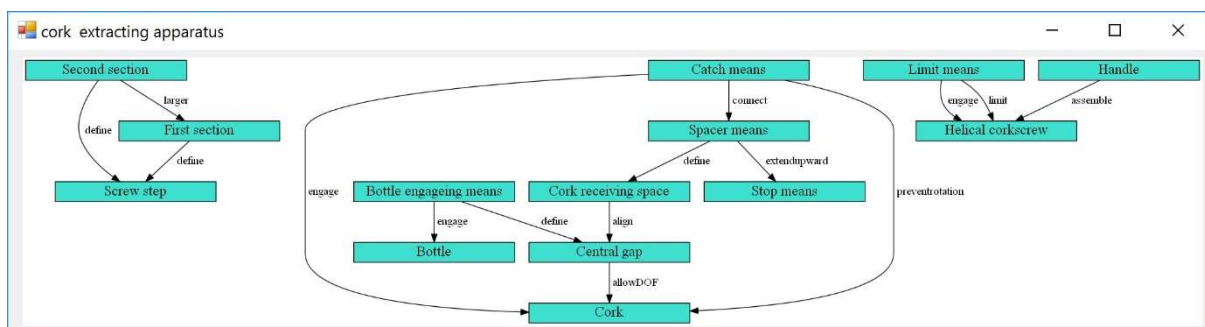 cork extracting apparatus
Second section
Catch means
Limit means
Handle
larger
connect
engage
limit
assemble
define
First section
Spacer means
Helical corkscrew
define
define
extendupward
Screw step
engage
Bottle engageing means
Cork receiving space
Stop means
preventrotation
engage
define
align
Bottle
Central gap
allowDOF
Cork